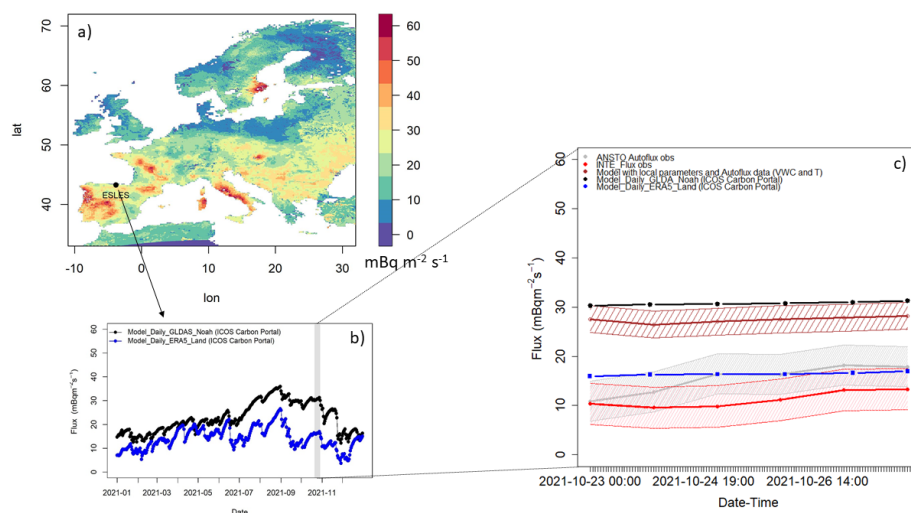 a)
70
60
50
40
lat
ESLES
-10
0
10
20
30
lon
60
50
40
30
20
10
0
mBq m⁻² s⁻¹
b)
Model_Daily_GLDAS_Noah (ICOS Carbon Portal)
Model_Daily_ERA5_Land (ICOS Carbon Portal)
60
50
40
30
20
10
0
Flux (mBqm⁻²s⁻¹)
2021-01
2021-03
2021-05
2021-07
2021-09
2021-11
Date
c)
ANSTO Autoflux obs
INTE_Flux obs
Model with local parameters and Autoflux data (VWC and T)
Model_Daily_GLDA_Noah (ICOS Carbon Portal)
Model_Daily_ERA5_Land (ICOS Carbon Portal)
60
50
40
30
20
10
0
Flux (mBqm⁻²s⁻¹)
2021-10-23 00:00
2021-10-24 19:00
2021-10-26 14:00
Date-Time